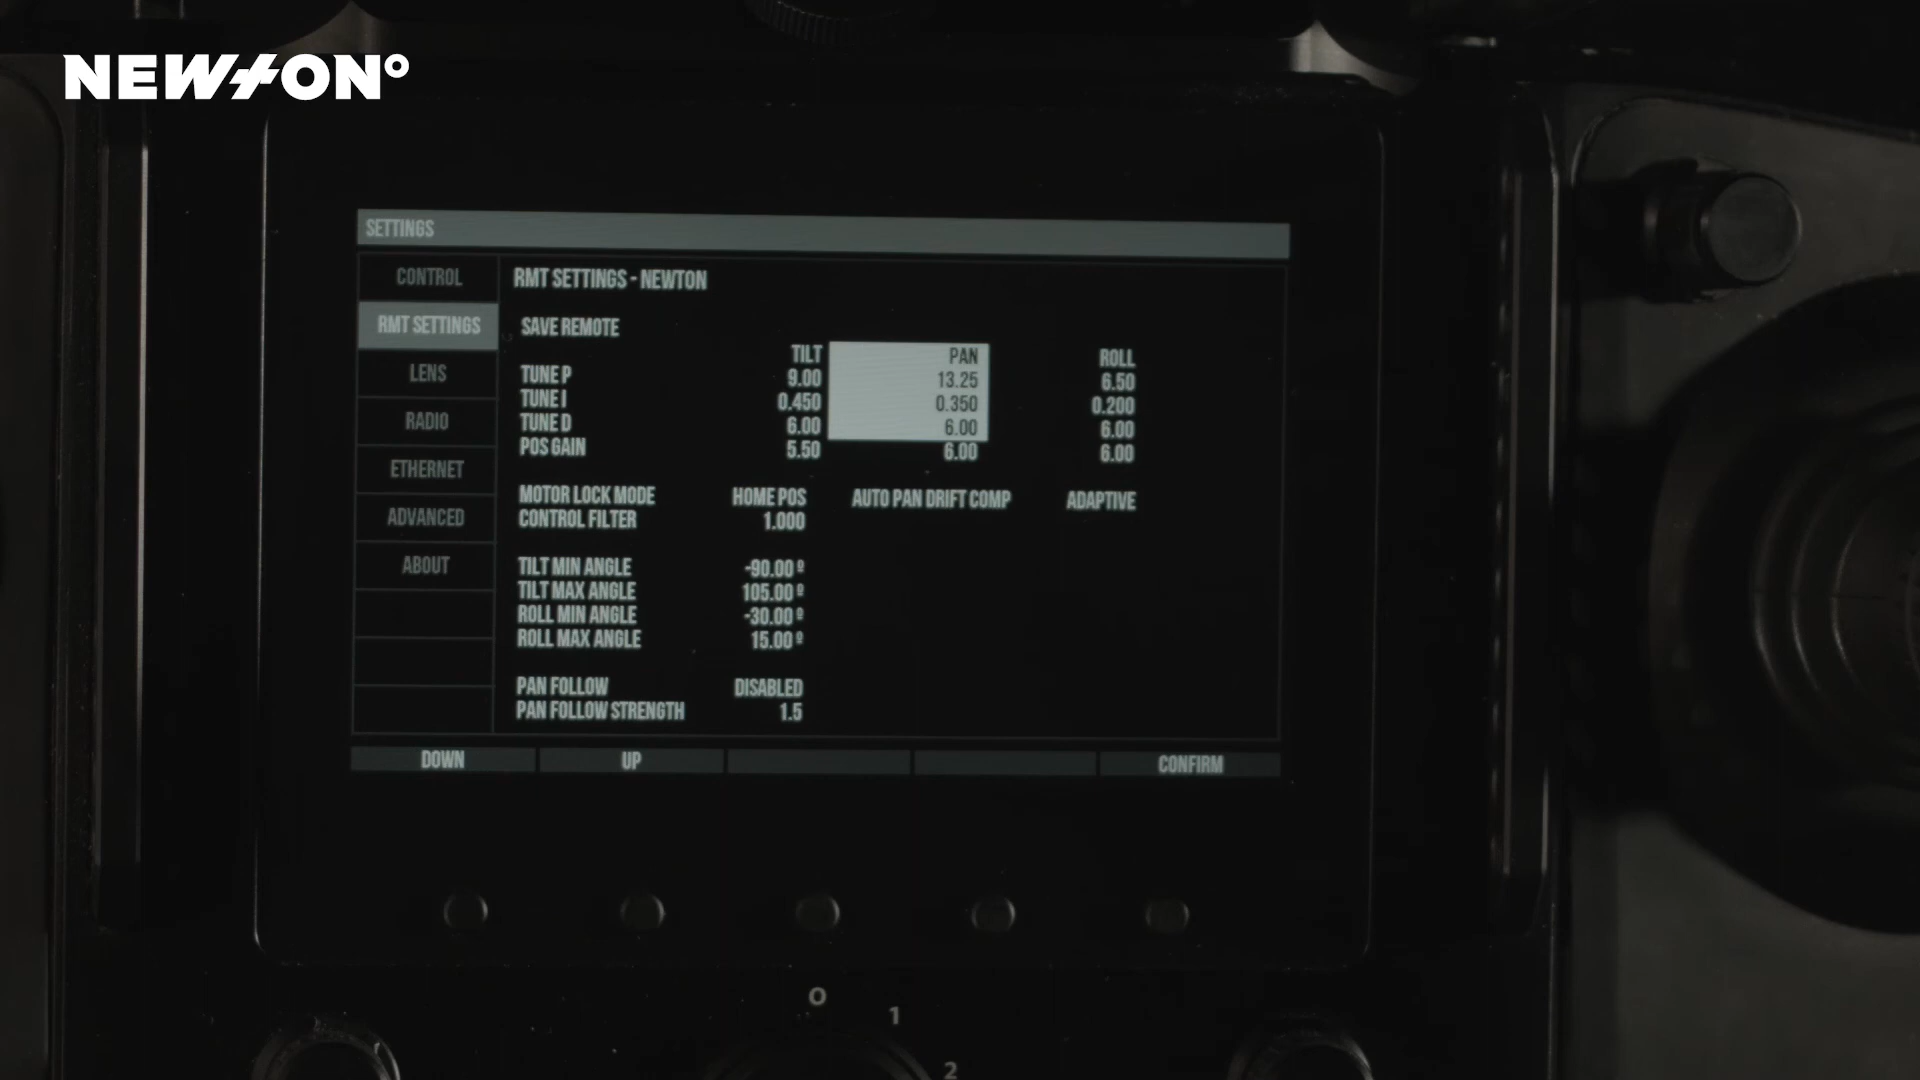 NEWTON°
SETTINGS
CONTROL
RMT SETTINGS
LENS
RADIO
ETHERNET
ADVANCED
ABOUT
RMT SETTINGS - NEWTON
SAVE REMOTE
TILT PAN ROLL
TUNE P 9.00 13.25 6.50
TUNE I 0.450 0.350 0.200
TUNE D 6.00 6.00 6.00
POS GAIN 5.50 6.00 6.00
MOTOR LOCK MODE HOME POS AUTO PAN DRIFT COMP ADAPTIVE
CONTROL FILTER 1.000
TILT MIN ANGLE -90.00 º
TILT MAX ANGLE 105.00 º
ROLL MIN ANGLE -30.00 º
ROLL MAX ANGLE 15.00 º
PAN FOLLOW DISABLED
PAN FOLLOW STRENGTH 1.5
DOWN UP CONFIRM
0
1
2